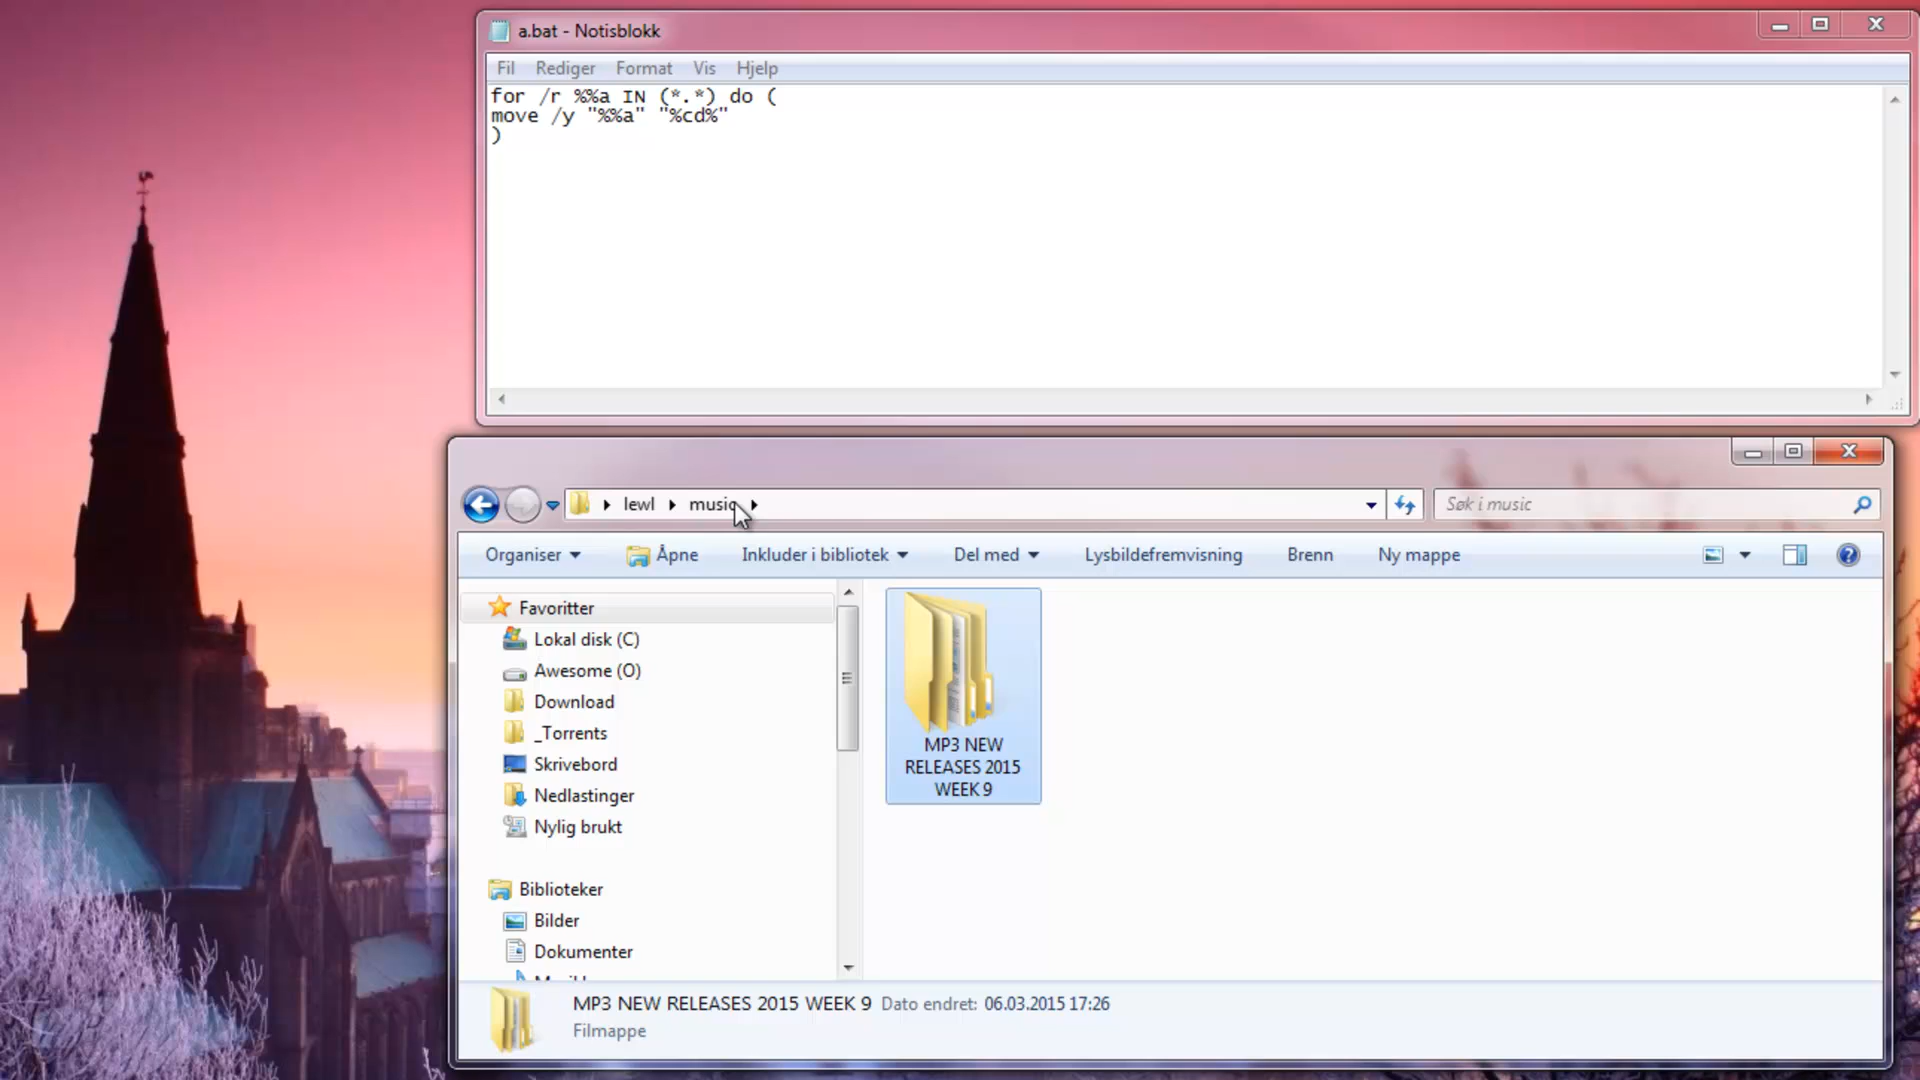 a.bat - Notisblokk
Fil Rediger Format Vis Hjelp
for /r %%a IN (*.*) do (
move /y "%%a" "%cd%"
)
lewl music
Søk i music
Organiser Åpne Inkluder i bibliotek Del med Lysbildefremvisning Brenn Ny mappe
Favoritter
Lokal disk (C)
Awesome (O)
Download
_Torrents
Skrivebord
Nedlastinger
Nylig brukt
Biblioteker
Bilder
Dokumenter
MP3 NEW
RELEASES 2015
WEEK 9
MP3 NEW RELEASES 2015 WEEK 9 Dato endret: 06.03.2015 17:26
Filmappe